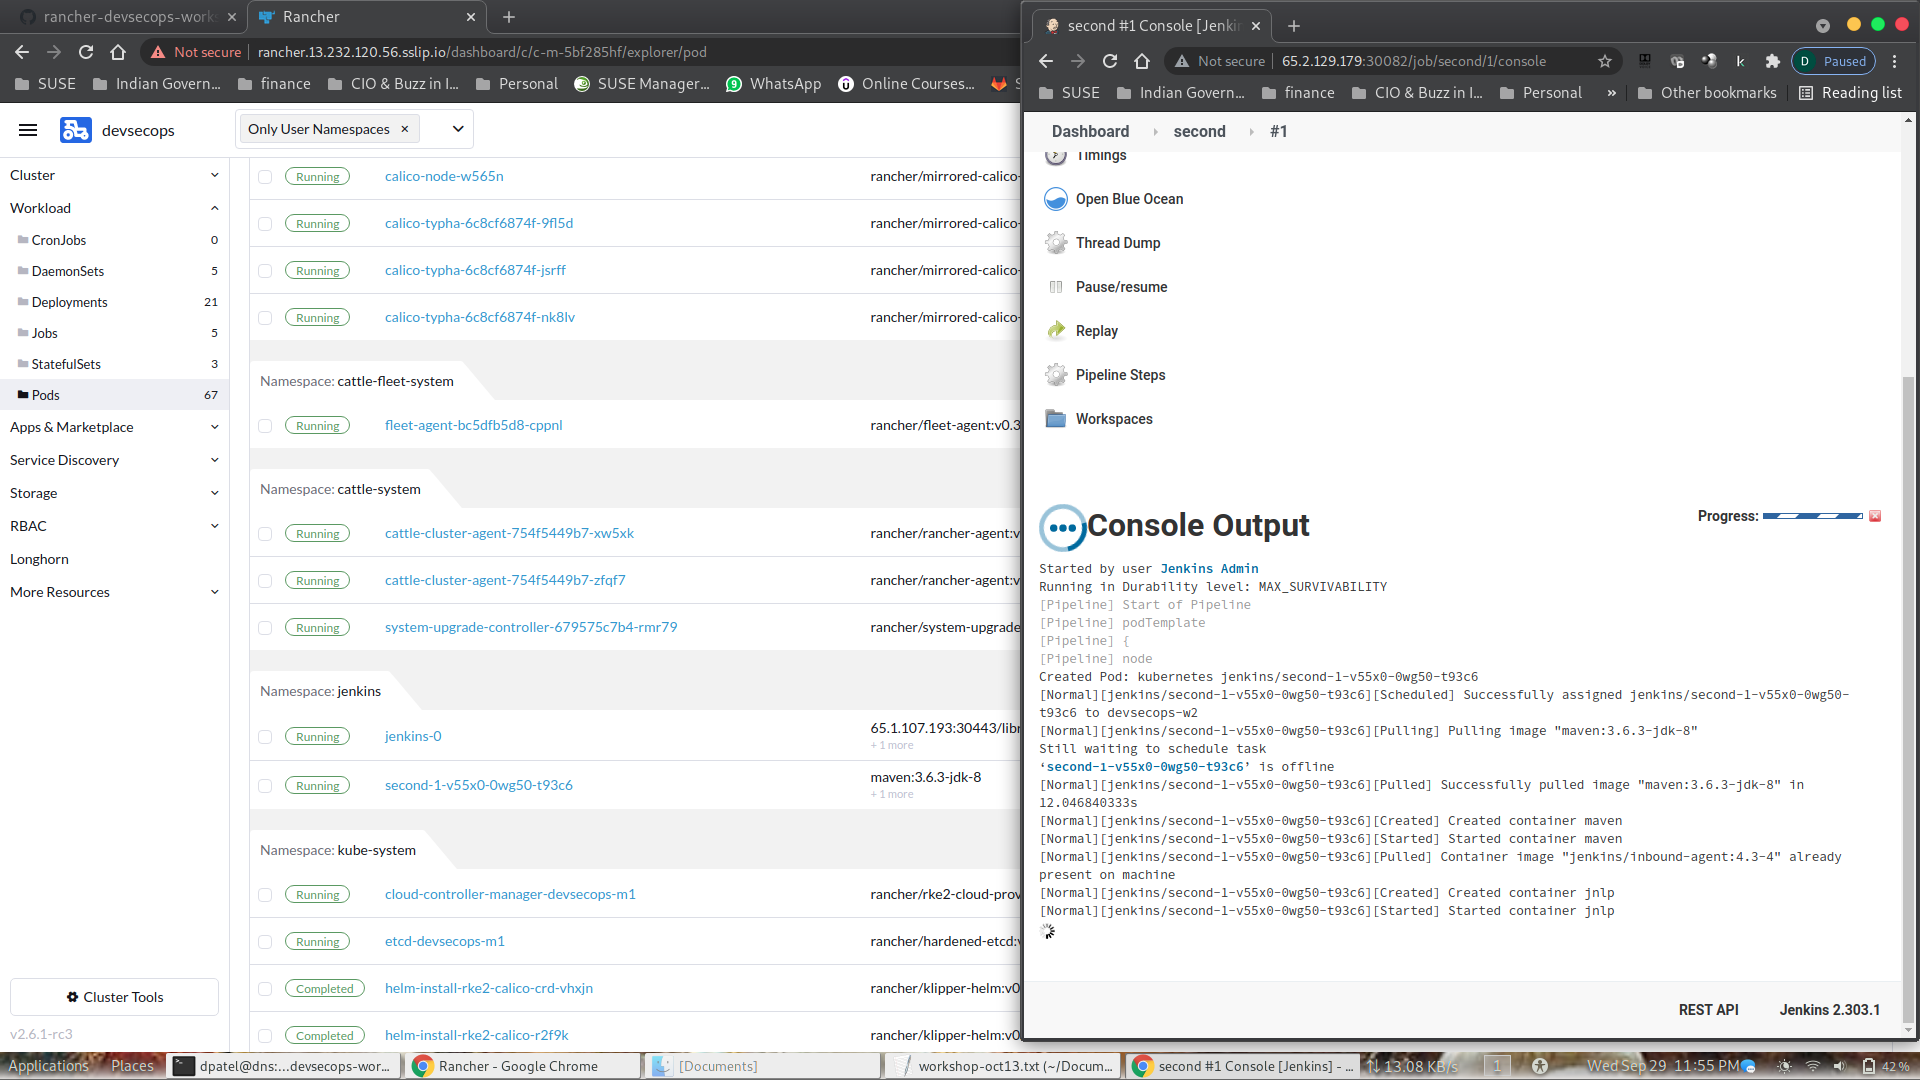 rancher-devsecops-works
Rancher
Not secure
rancher.13.232.120.56.sslip.io/dashboard/c/c-m-5bf285hf/explorer/pod
SUSE
Indian Govern...
finance
CIO & Buzz in I...
Personal
SUSE Manager...
WhatsApp
Online Courses...
S
devsecops
Only User Namespaces ×
Cluster
Workload
CronJobs 0
DaemonSets 5
Deployments 21
Jobs 5
StatefulSets 3
Pods 67
Apps & Marketplace
Service Discovery
Storage
RBAC
Longhorn
More Resources
Cluster Tools
v2.6.1-rc3
Running calico-node-w565n rancher/mirrored-calico-
Running calico-typha-6c8cf6874f-9fl5d rancher/mirrored-calico-
Running calico-typha-6c8cf6874f-jsrff rancher/mirrored-calico-
Running calico-typha-6c8cf6874f-nk8lv rancher/mirrored-calico-
Namespace: cattle-fleet-system
Running fleet-agent-bc5dfb5d8-cppnl rancher/fleet-agent:v0.3
Namespace: cattle-system
Running cattle-cluster-agent-754f5449b7-xw5xk rancher/rancher-agent:v
Running cattle-cluster-agent-754f5449b7-zfqf7 rancher/rancher-agent:v
Running system-upgrade-controller-679575c7b4-rmr79 rancher/system-upgrade
Namespace: jenkins
Running jenkins-0 65.1.107.193:30443/libr
+ 1 more
Running second-1-v55x0-0wg50-t93c6 maven:3.6.3-jdk-8
+ 1 more
Namespace: kube-system
Running cloud-controller-manager-devsecops-m1 rancher/rke2-cloud-prov
Running etcd-devsecops-m1 rancher/hardened-etcd:v
Completed helm-install-rke2-calico-crd-vhxjn rancher/klipper-helm:v0
Completed helm-install-rke2-calico-r2f9k rancher/klipper-helm:v0
second #1 Console [Jenki
Not secure
65.2.129.179:30082/job/second/1/console
D Paused
SUSE
Indian Govern...
finance
CIO & Buzz in I...
Personal
»
Other bookmarks
Reading list
Dashboard second #1
Timings
Open Blue Ocean
Thread Dump
Pause/resume
Replay
Pipeline Steps
Workspaces
Console Output
Progress:
Started by user Jenkins Admin
Running in Durability level: MAX_SURVIVABILITY
[Pipeline] Start of Pipeline
[Pipeline] podTemplate
[Pipeline] {
[Pipeline] node
Created Pod: kubernetes jenkins/second-1-v55x0-0wg50-t93c6
[Normal][jenkins/second-1-v55x0-0wg50-t93c6][Scheduled] Successfully assigned jenkins/second-1-v55x0-0wg50-
t93c6 to devsecops-w2
[Normal][jenkins/second-1-v55x0-0wg50-t93c6][Pulling] Pulling image "maven:3.6.3-jdk-8"
Still waiting to schedule task
‘second-1-v55x0-0wg50-t93c6’ is offline
[Normal][jenkins/second-1-v55x0-0wg50-t93c6][Pulled] Successfully pulled image "maven:3.6.3-jdk-8" in
12.046840333s
[Normal][jenkins/second-1-v55x0-0wg50-t93c6][Created] Created container maven
[Normal][jenkins/second-1-v55x0-0wg50-t93c6][Started] Started container maven
[Normal][jenkins/second-1-v55x0-0wg50-t93c6][Pulled] Container image "jenkins/inbound-agent:4.3-4" already
present on machine
[Normal][jenkins/second-1-v55x0-0wg50-t93c6][Created] Created container jnlp
[Normal][jenkins/second-1-v55x0-0wg50-t93c6][Started] Started container jnlp
REST API
Jenkins 2.303.1
Applications
Places
dpatel@dns:...devsecops-wor...
Rancher - Google Chrome
[Documents]
workshop-oct13.txt (~/Docum...
second #1 Console [Jenkins] - ...
13.08 KB/s
1
Wed Sep 29 11:55 PM
42 %